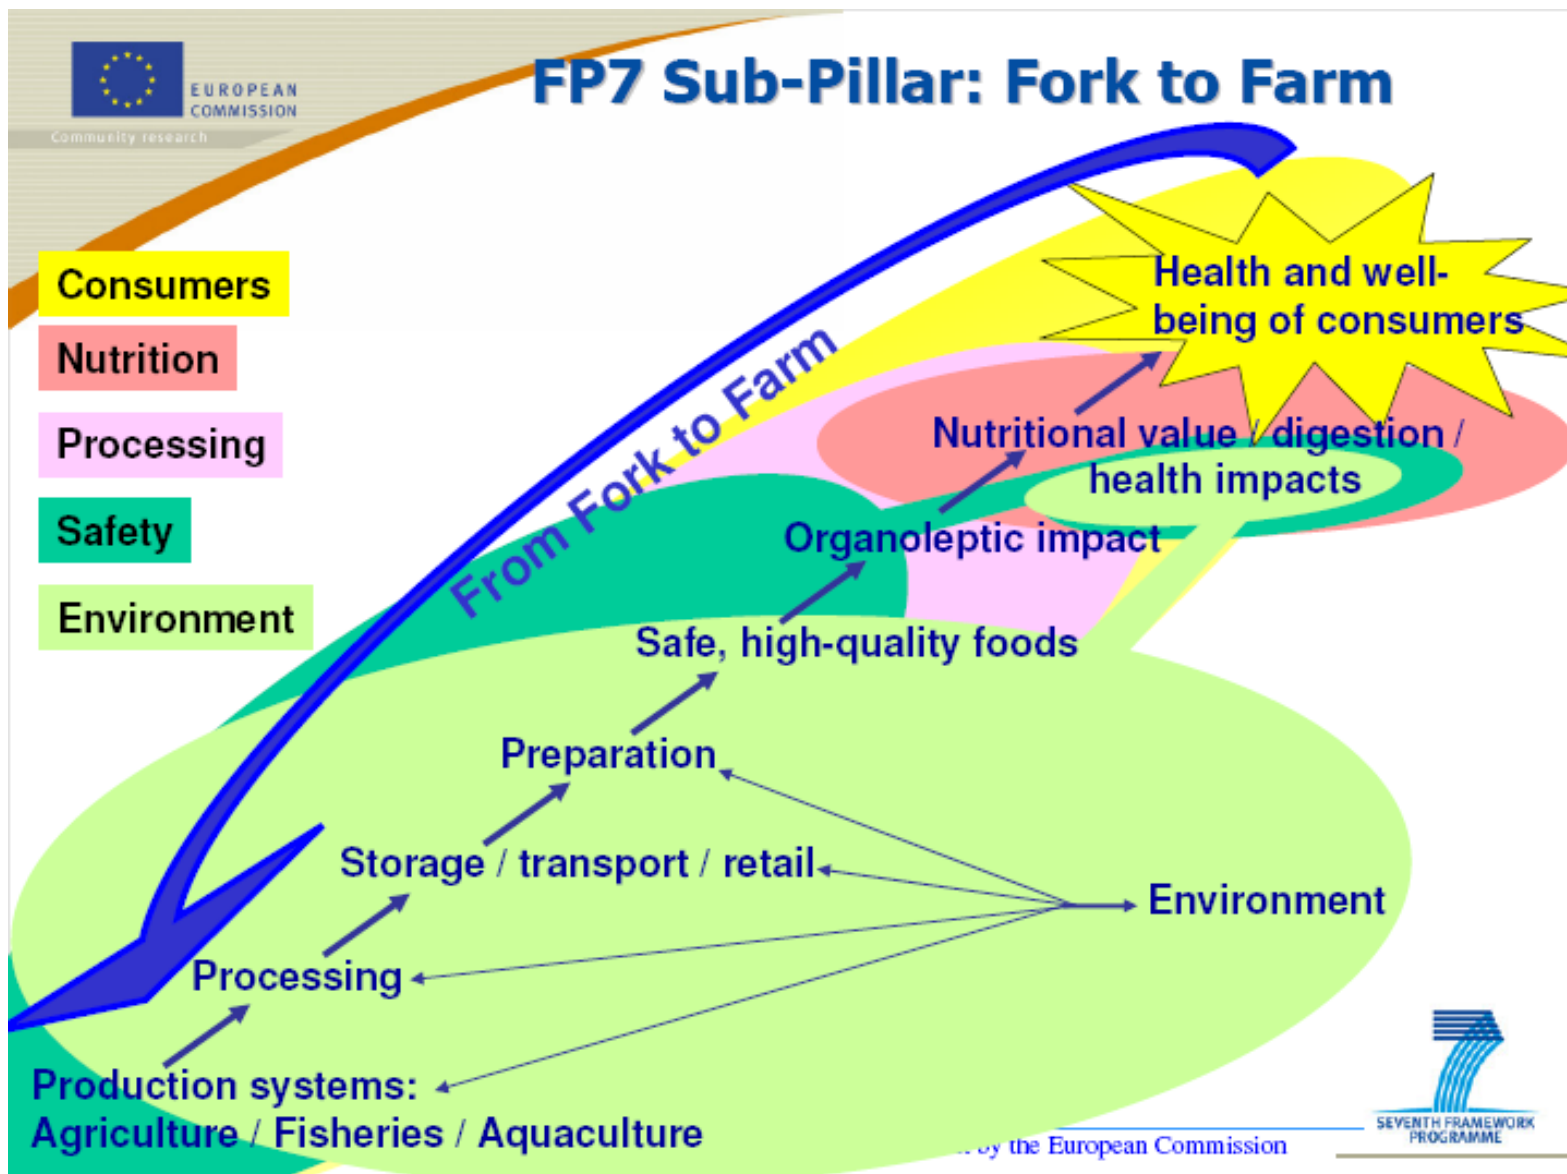 EUROPEAN
COMMISSION
Community research
FP7 Sub-Pillar: Fork to Farm
Consumers
Nutrition
Processing
Safety
Environment
From Fork to Farm
Health and well-
being of consumers
Nutritional value / digestion /
health impacts
Organoleptic impact
Safe, high-quality foods
Preparation
Storage / transport / retail
Environment
Processing
Production systems:
Agriculture / Fisheries / Aquaculture
by the European Commission
SEVENTH FRAMEWORK
PROGRAMME